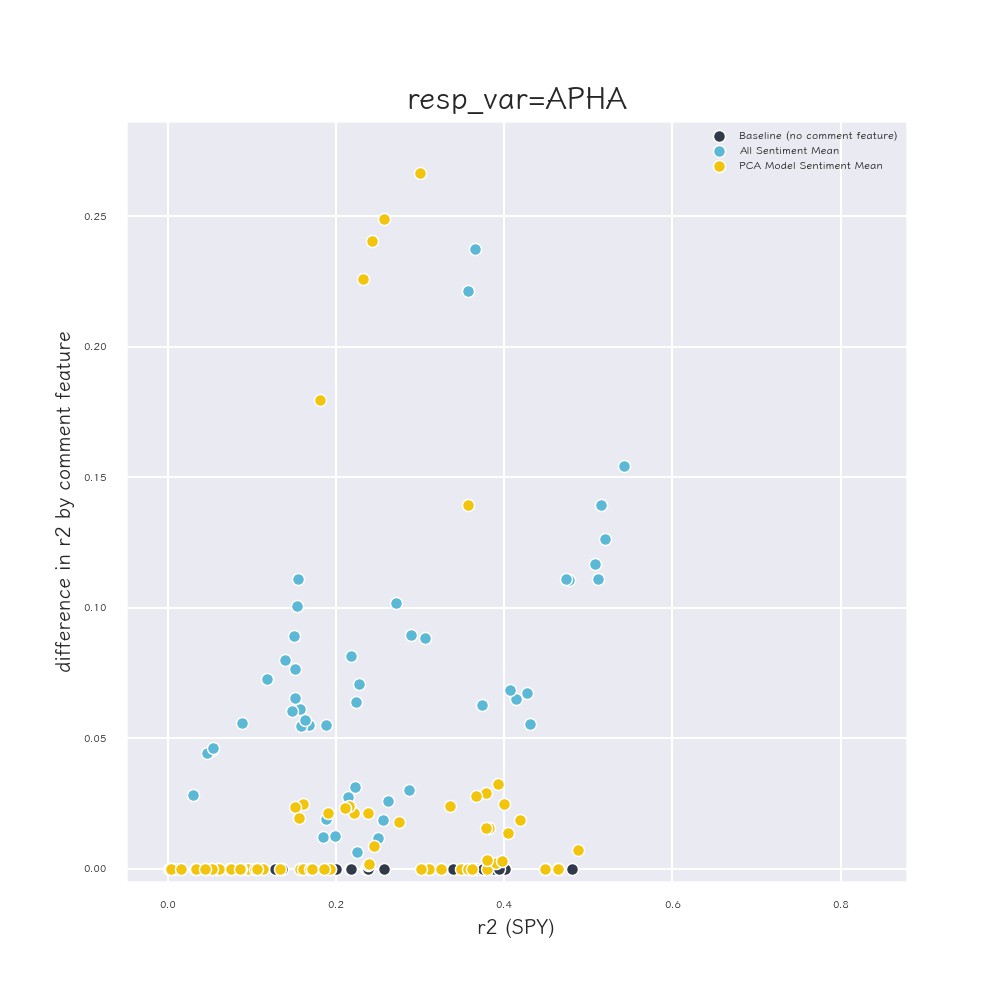 resp_var=APHA
Baseline (no comment feature)
All Sentiment Mean
PCA Model Sentiment Mean
difference in r2 by comment feature
0.25
0.20
0.15
0.10
0.05
0.00
0.0 0.2 0.4 0.6 0.8
r2 (SPY)